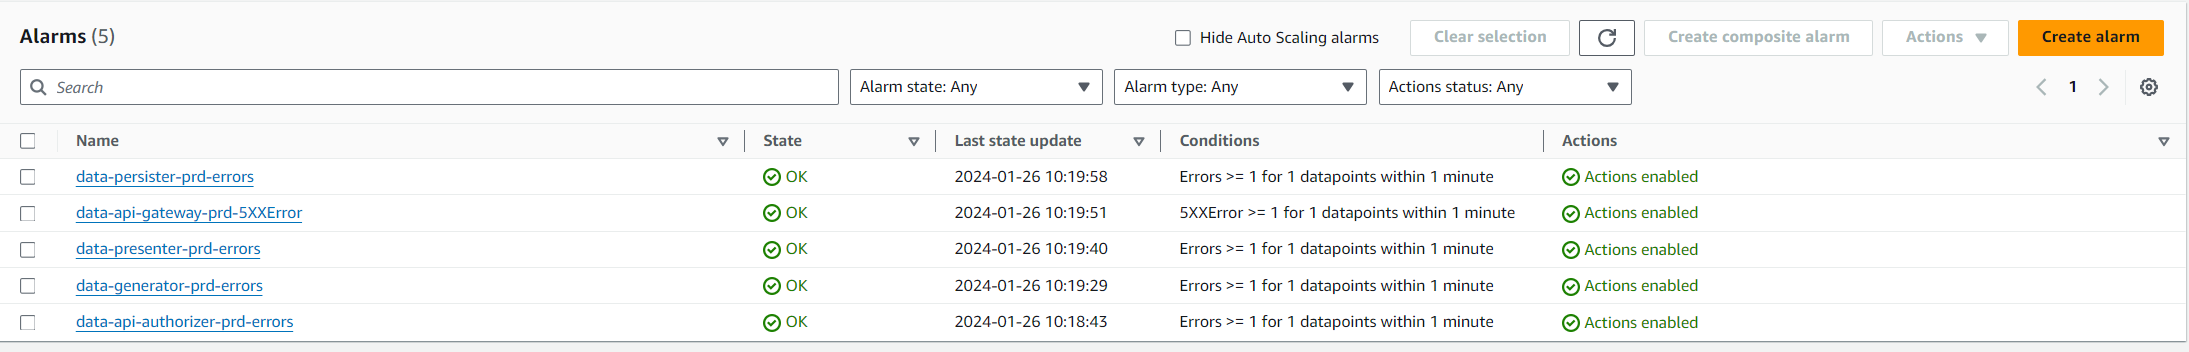 Alarms (5)
Hide Auto Scaling alarms
Clear selection
Create composite alarm
Actions
Create alarm
Search
Alarm state: Any
Alarm type: Any
Actions status: Any
1
Name State Last state update Conditions Actions
data-persister-prd-errors OK 2024-01-26 10:19:58 Errors >= 1 for 1 datapoints within 1 minute Actions enabled
data-api-gateway-prd-5XXError OK 2024-01-26 10:19:51 5XXError >= 1 for 1 datapoints within 1 minute Actions enabled
data-presenter-prd-errors OK 2024-01-26 10:19:40 Errors >= 1 for 1 datapoints within 1 minute Actions enabled
data-generator-prd-errors OK 2024-01-26 10:19:29 Errors >= 1 for 1 datapoints within 1 minute Actions enabled
data-api-authorizer-prd-errors OK 2024-01-26 10:18:43 Errors >= 1 for 1 datapoints within 1 minute Actions enabled